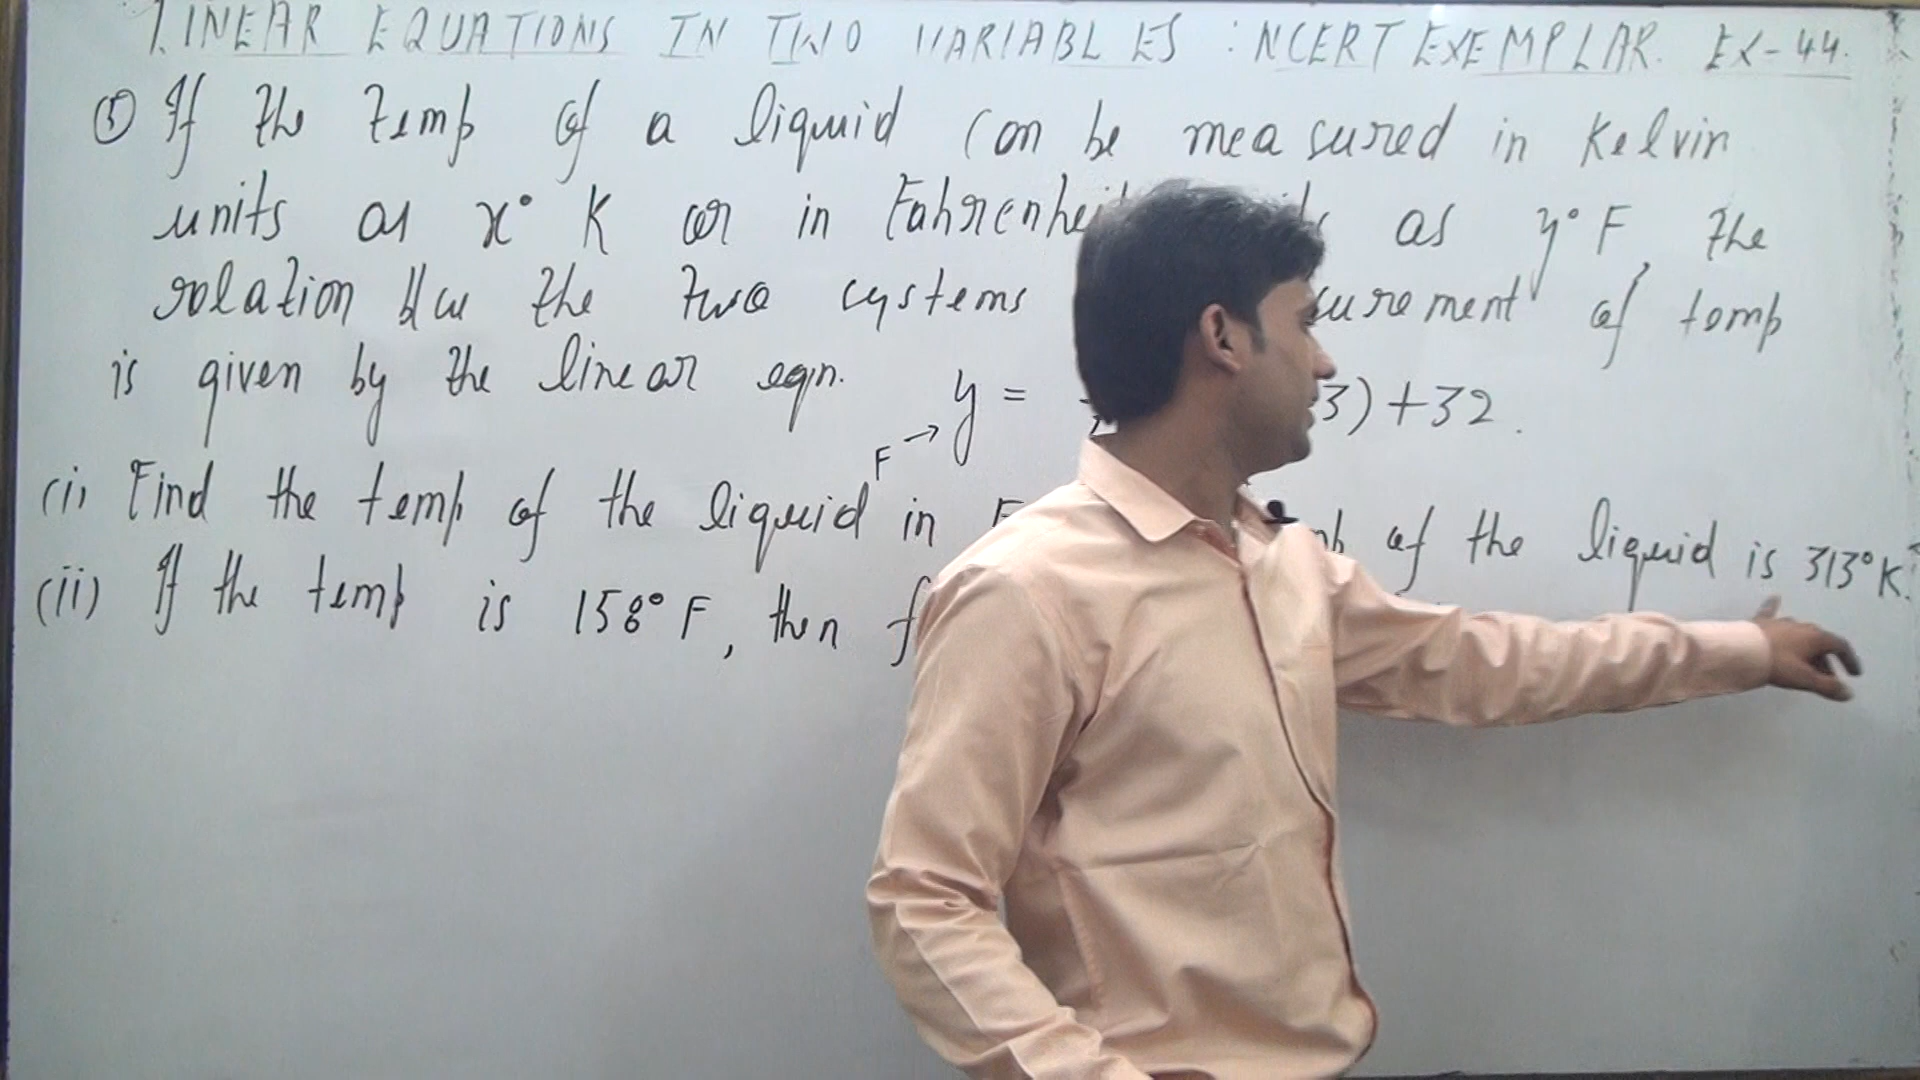 LINEAR EQUATIONS IN TWO VARIABLES : NCERT EXEMPLAR. EX-4.4.
⑤ If the temp of a liquid can be measured in Kelvin
units as x° K or in Fahrenhei as y° F, the
relation b/w the two systems surement of temp
is given by the linear eqn. y = 3) + 32.
F →
(i) Find the temp of the liquid in F of the liquid is 313° K.
(ii) If the temp is 158° F, then f